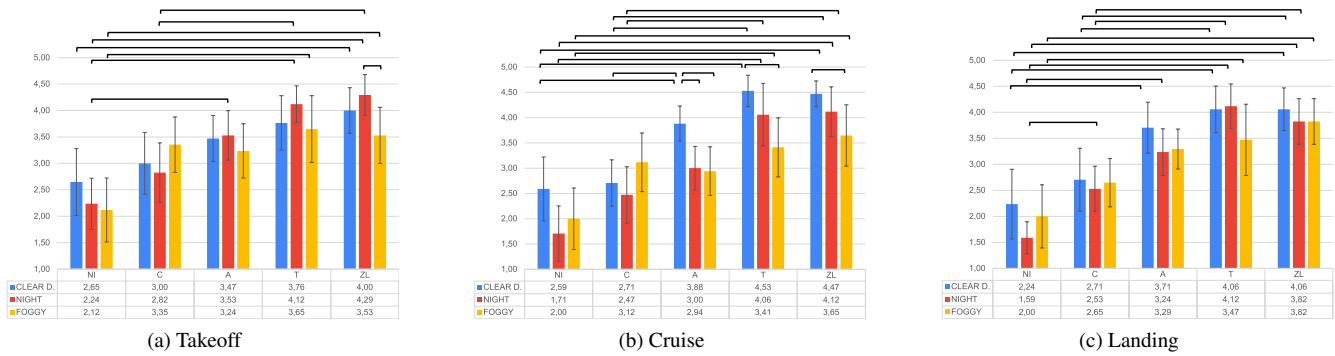 5,00
4,50
4,00
3,50
3,00
2,50
2,00
1,50
1,00
NI C A T ZL
CLEAR D. 2,65 3,00 3,47 3,76 4,00
NIGHT 2,24 2,82 3,53 4,12 4,29
FOGGY 2,12 3,35 3,24 3,65 3,53
(a) Takeoff
5,00
4,50
4,00
3,50
3,00
2,50
2,00
1,50
1,00
NI C A T ZL
CLEAR D. 2,59 2,71 3,88 4,53 4,47
NIGHT 1,71 2,47 3,00 4,06 4,12
FOGGY 2,00 3,12 2,94 3,41 3,65
(b) Cruise
5,00
4,50
4,00
3,50
3,00
2,50
2,00
1,50
1,00
NI C A T ZL
CLEAR D. 2,24 2,71 3,71 4,06 4,06
NIGHT 1,59 2,53 3,24 4,12 3,82
FOGGY 2,00 2,65 3,29 3,47 3,82
(c) Landing